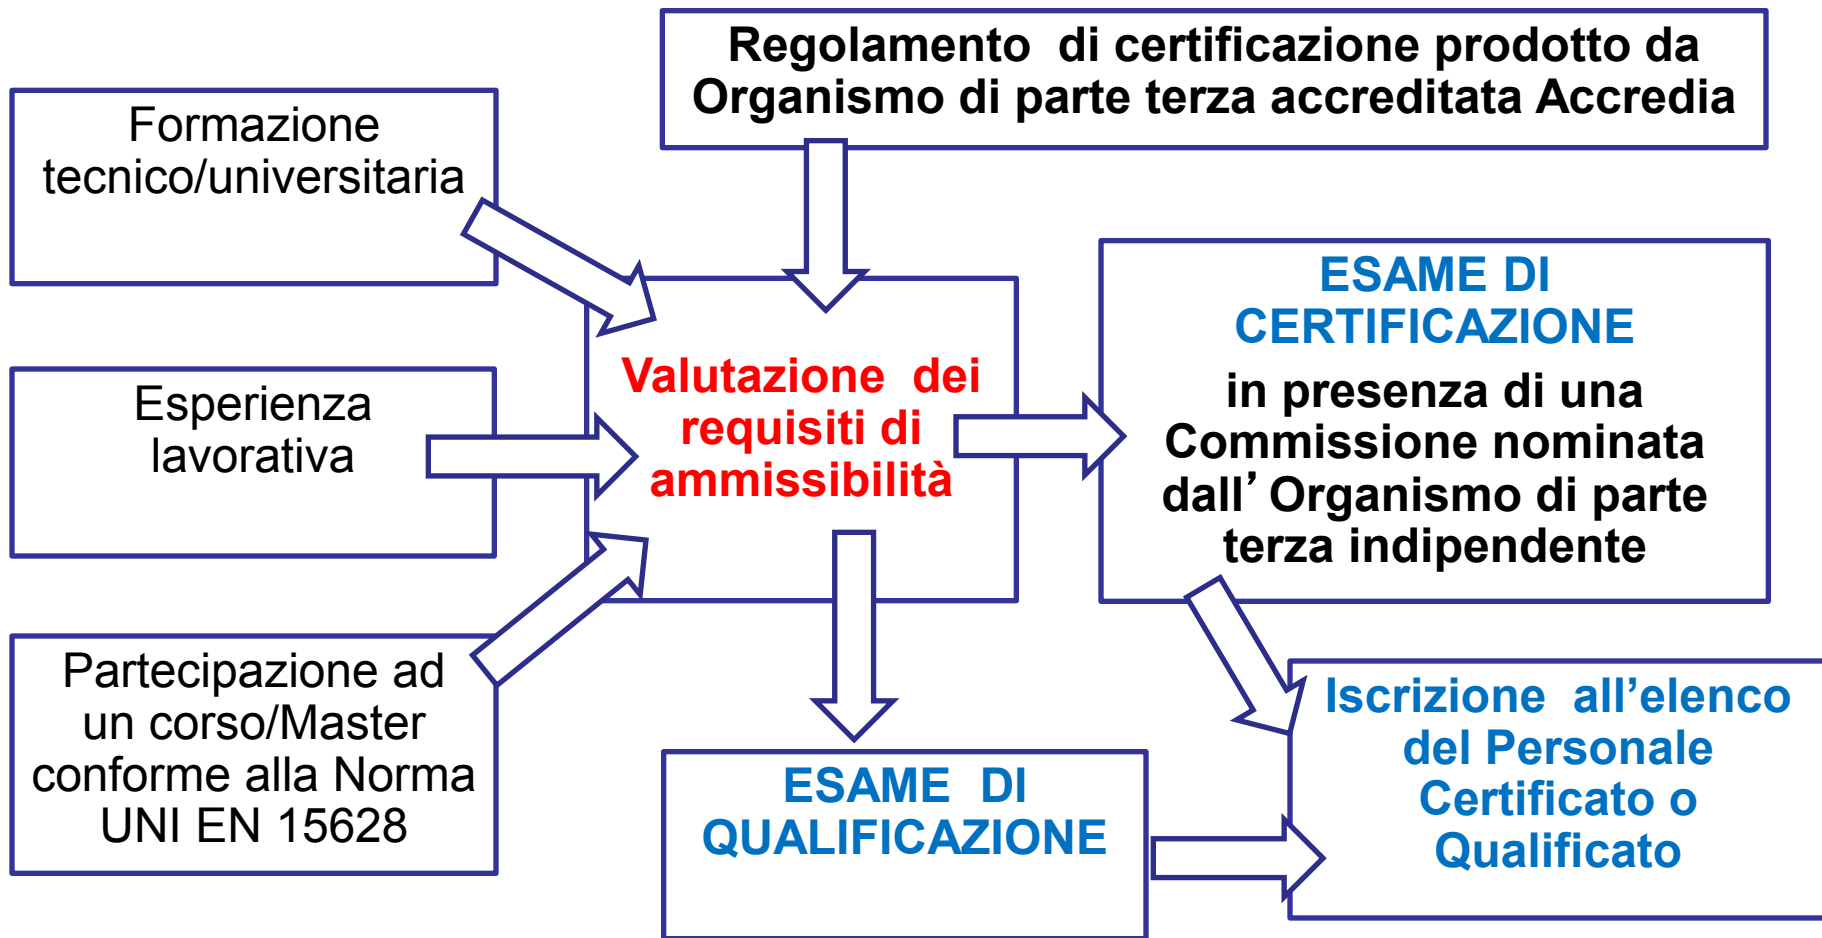 Regolamento di certificazione prodotto da
Organismo di parte terza accreditata Accredia
Formazione
tecnico/universitaria
Esperienza
lavorativa
Partecipazione ad
un corso/Master
conforme alla Norma
UNI EN 15628
Valutazione dei
requisiti di
ammissibilità
ESAME DI
CERTIFICAZIONE
in presenza di una
Commissione nominata
dall’ Organismo di parte
terza indipendente
ESAME DI
QUALIFICAZIONE
Iscrizione all’elenco
del Personale
Certificato o
Qualificato